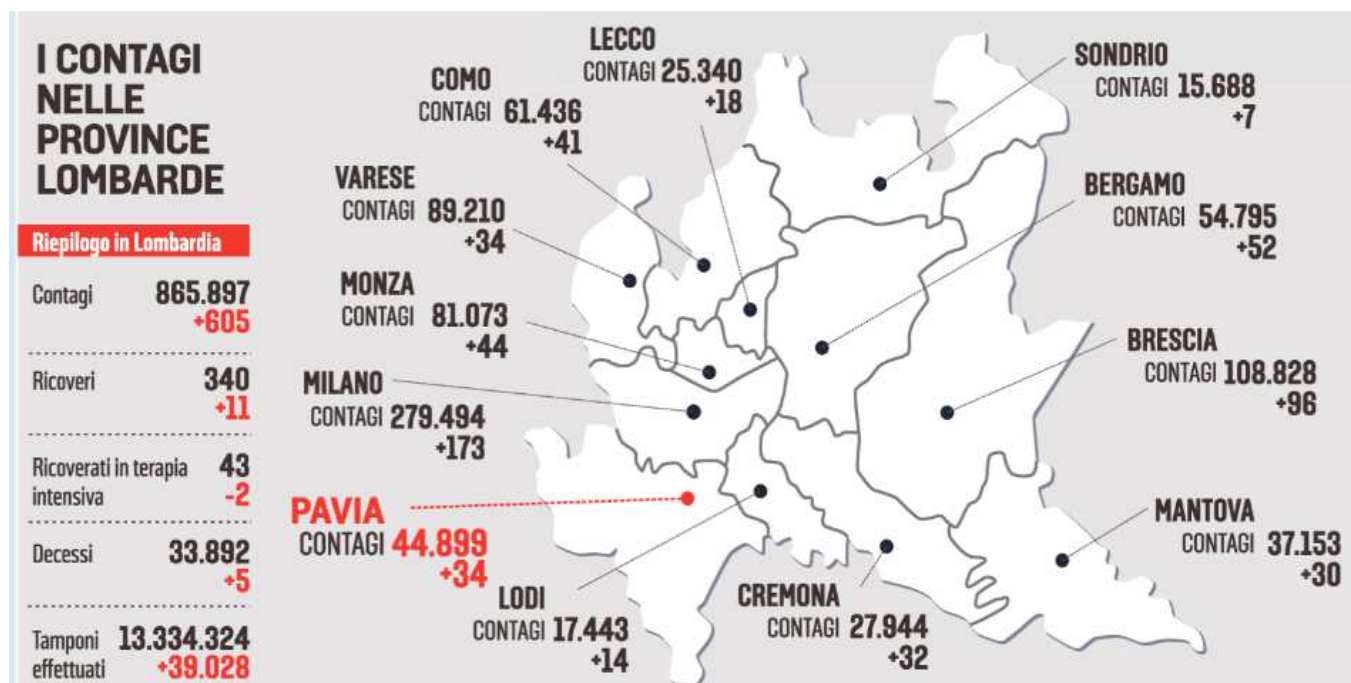 I CONTAGI
NELLE
PROVINCE
LOMBARDE
Riepilogo in Lombardia
Contagi 865.897
+605
Ricoveri 340
+11
Ricoverati in terapia intensiva 43
-2
Decessi 33.892
+5
Tamponi effettuati 13.334.324
+39.028
LECCO
CONTAGI 25.340
+18
SONDRIO
CONTAGI 15.688
+7
COMO
CONTAGI 61.436
+41
VARESE
CONTAGI 89.210
+34
BERGAMO
CONTAGI 54.795
+52
MONZA
CONTAGI 81.073
+44
BRESCIA
CONTAGI 108.828
+96
MILANO
CONTAGI 279.494
+173
PAVIA
CONTAGI 44.899
+34
MANTOVA
CONTAGI 37.153
+30
LODI
CONTAGI 17.443
+14
CREMONA
CONTAGI 27.944
+32